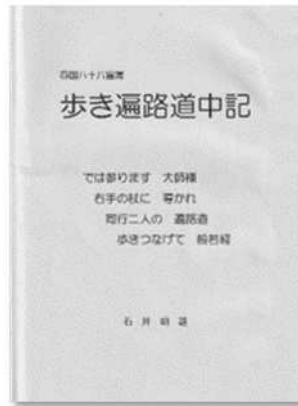 四国八十八箇所
歩き遍路道中記
では参ります 大師様
右手の杖に 導かれ
同行二人の 遍路道
歩きつなげて 般若経
石井